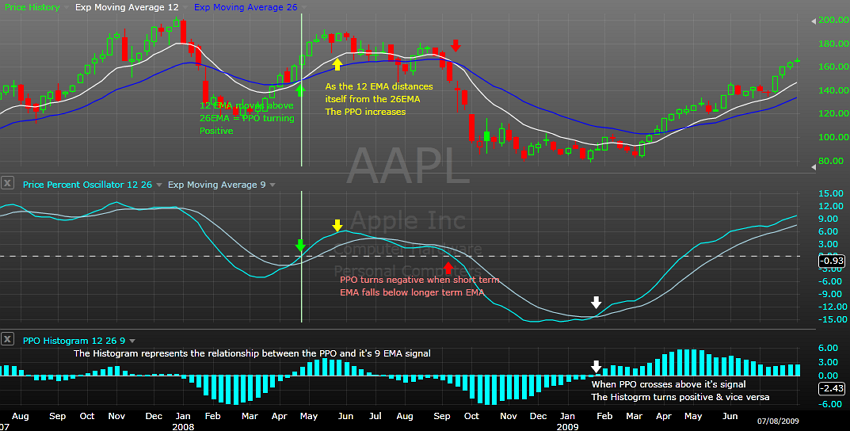 Price History Exp Moving Average 12 Exp Moving Average 26
200.00
180.00
160.00
140.00
120.00
100.00
80.00
As the 12 EMA distances
itself from the 26EMA
The PPO increases
12 EMA moves above
26EMA = PPO turning
Positive
AAPL
Apple Inc
Computer Hardware
Personal Computers
X Price Percent Oscillator 12 26 Exp Moving Average 9
15.00
12.00
9.00
6.00
3.00
0.00
-0.93
-3.00
-6.00
-9.00
-12.00
-15.00
PPO turns negative when short term
EMA falls below longer term EMA
X PPO Histogram 12 26 9
The Histogram represents the relationship between the PPO and it's 9 EMA signal
6.00
3.00
0.00
-2.43
-6.00
When PPO crosses above it's signal
The Histogrm turns positive & vice versa
Aug Sep Oct Nov Dec Jan Feb Mar Apr May Jun Jul Aug Sep Oct Nov Dec Jan Feb Mar Apr May Jun
07 2008 2009 07/08/2009